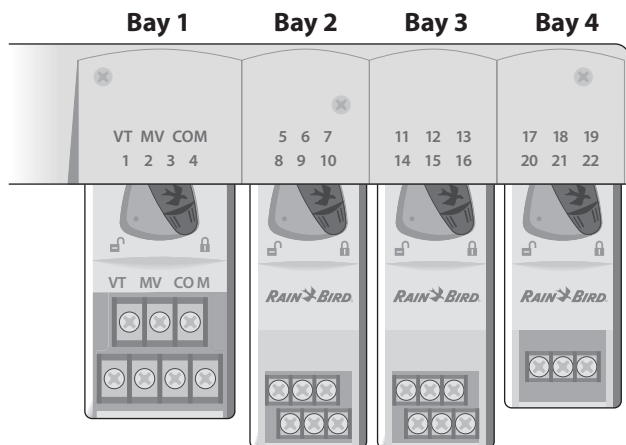 Bay 1 Bay 2 Bay 3 Bay 4
VT MV COM
1 2 3 4
5 6 7
8 9 10
11 12 13
14 15 16
17 18 19
20 21 22
VT MV CO M
RAIN BIRD.
RAIN BIRD.
RAIN BIRD.